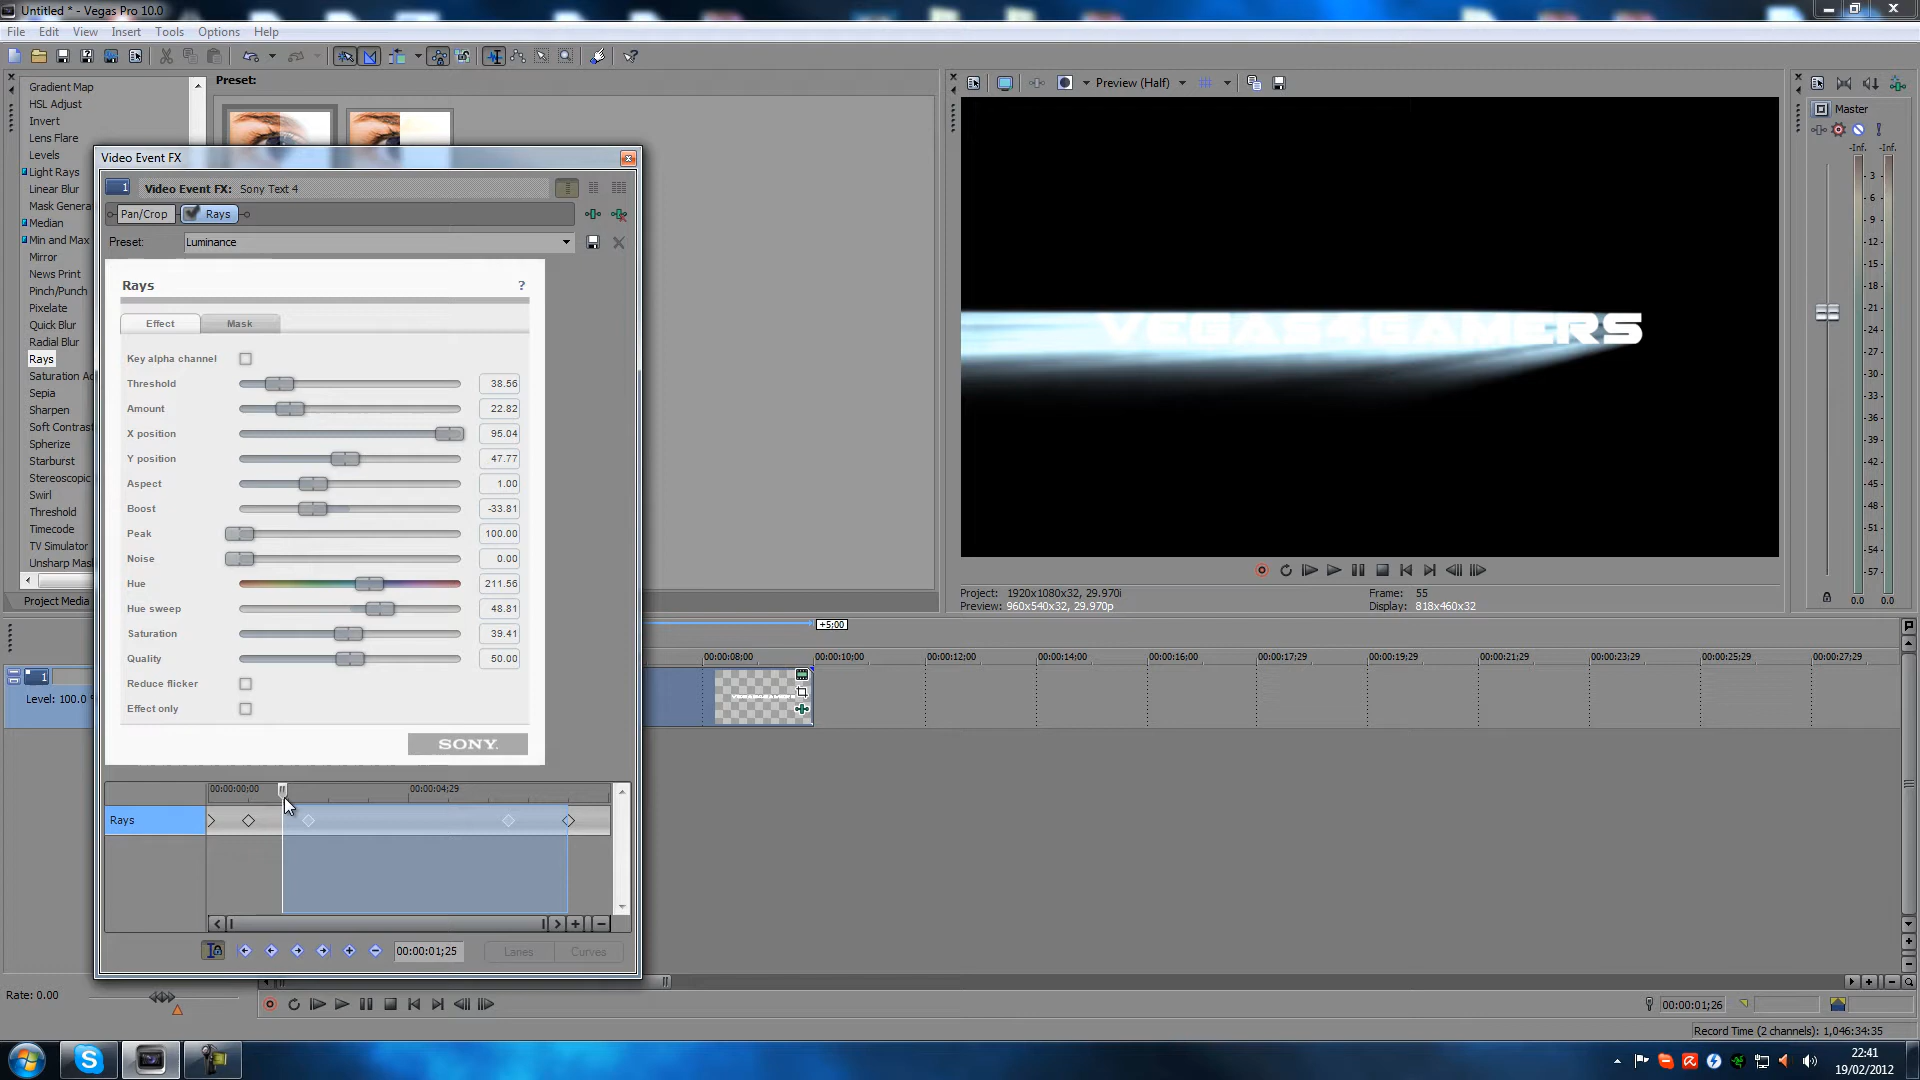 Untitled * - Vegas Pro 10.0
File Edit View Insert Tools Options Help
Gradient Map
HSL Adjust
Invert
Lens Flare
Levels
Light Rays
Linear Blur
Mask Genera
Median
Min and Max
Mirror
News Print
Pinch/Punch
Pixelate
Quick Blur
Radial Blur
Rays
Saturation Ad
Sepia
Sharpen
Soft Contras
Spherize
Starburst
Stereoscopic
Swirl
Threshold
Timecode
TV Simulator
Unsharp Mask
Project Media
Preset:
Video Event FX
1 Video Event FX: Sony Text 4
Pan/Crop Rays
Preset: Luminance
Rays ?
Effect Mask
Key alpha channel
Threshold 38.56
Amount 22.82
X position 95.04
Y position 47.77
Aspect 1.00
Boost -33.81
Peak 100.00
Noise 0.00
Hue 211.56
Hue sweep 48.81
Saturation 39.41
Quality 50.00
Reduce flicker
Effect only
SONY
00:00:00;00 00:00:04;29
Rays
00:00:01;25 Lanes Curves
Preview (Half)
VEGAS4GAMERS
Project: 1920x1080x32, 29.970i
Preview: 960x540x32, 29.970p
Frame: 55
Display: 818x460x32
Master
-Inf. -Inf.
3
6
9
12
15
18
21
24
27
30
33
36
39
42
45
48
51
54
57
0.0 0.0
+5:00
00:00:08;00 00:00:10;00 00:00:12;00 00:00:14;00 00:00:16;00 00:00:17;29 00:00:19;29 00:00:21;29 00:00:23;29 00:00:25;29 00:00:27;29
1
Level: 100.0 %
VEGAS4GAMERS
Rate: 0.00
00:00:01;26
Record Time (2 channels): 1,046:34:35
22:41
19/02/2012